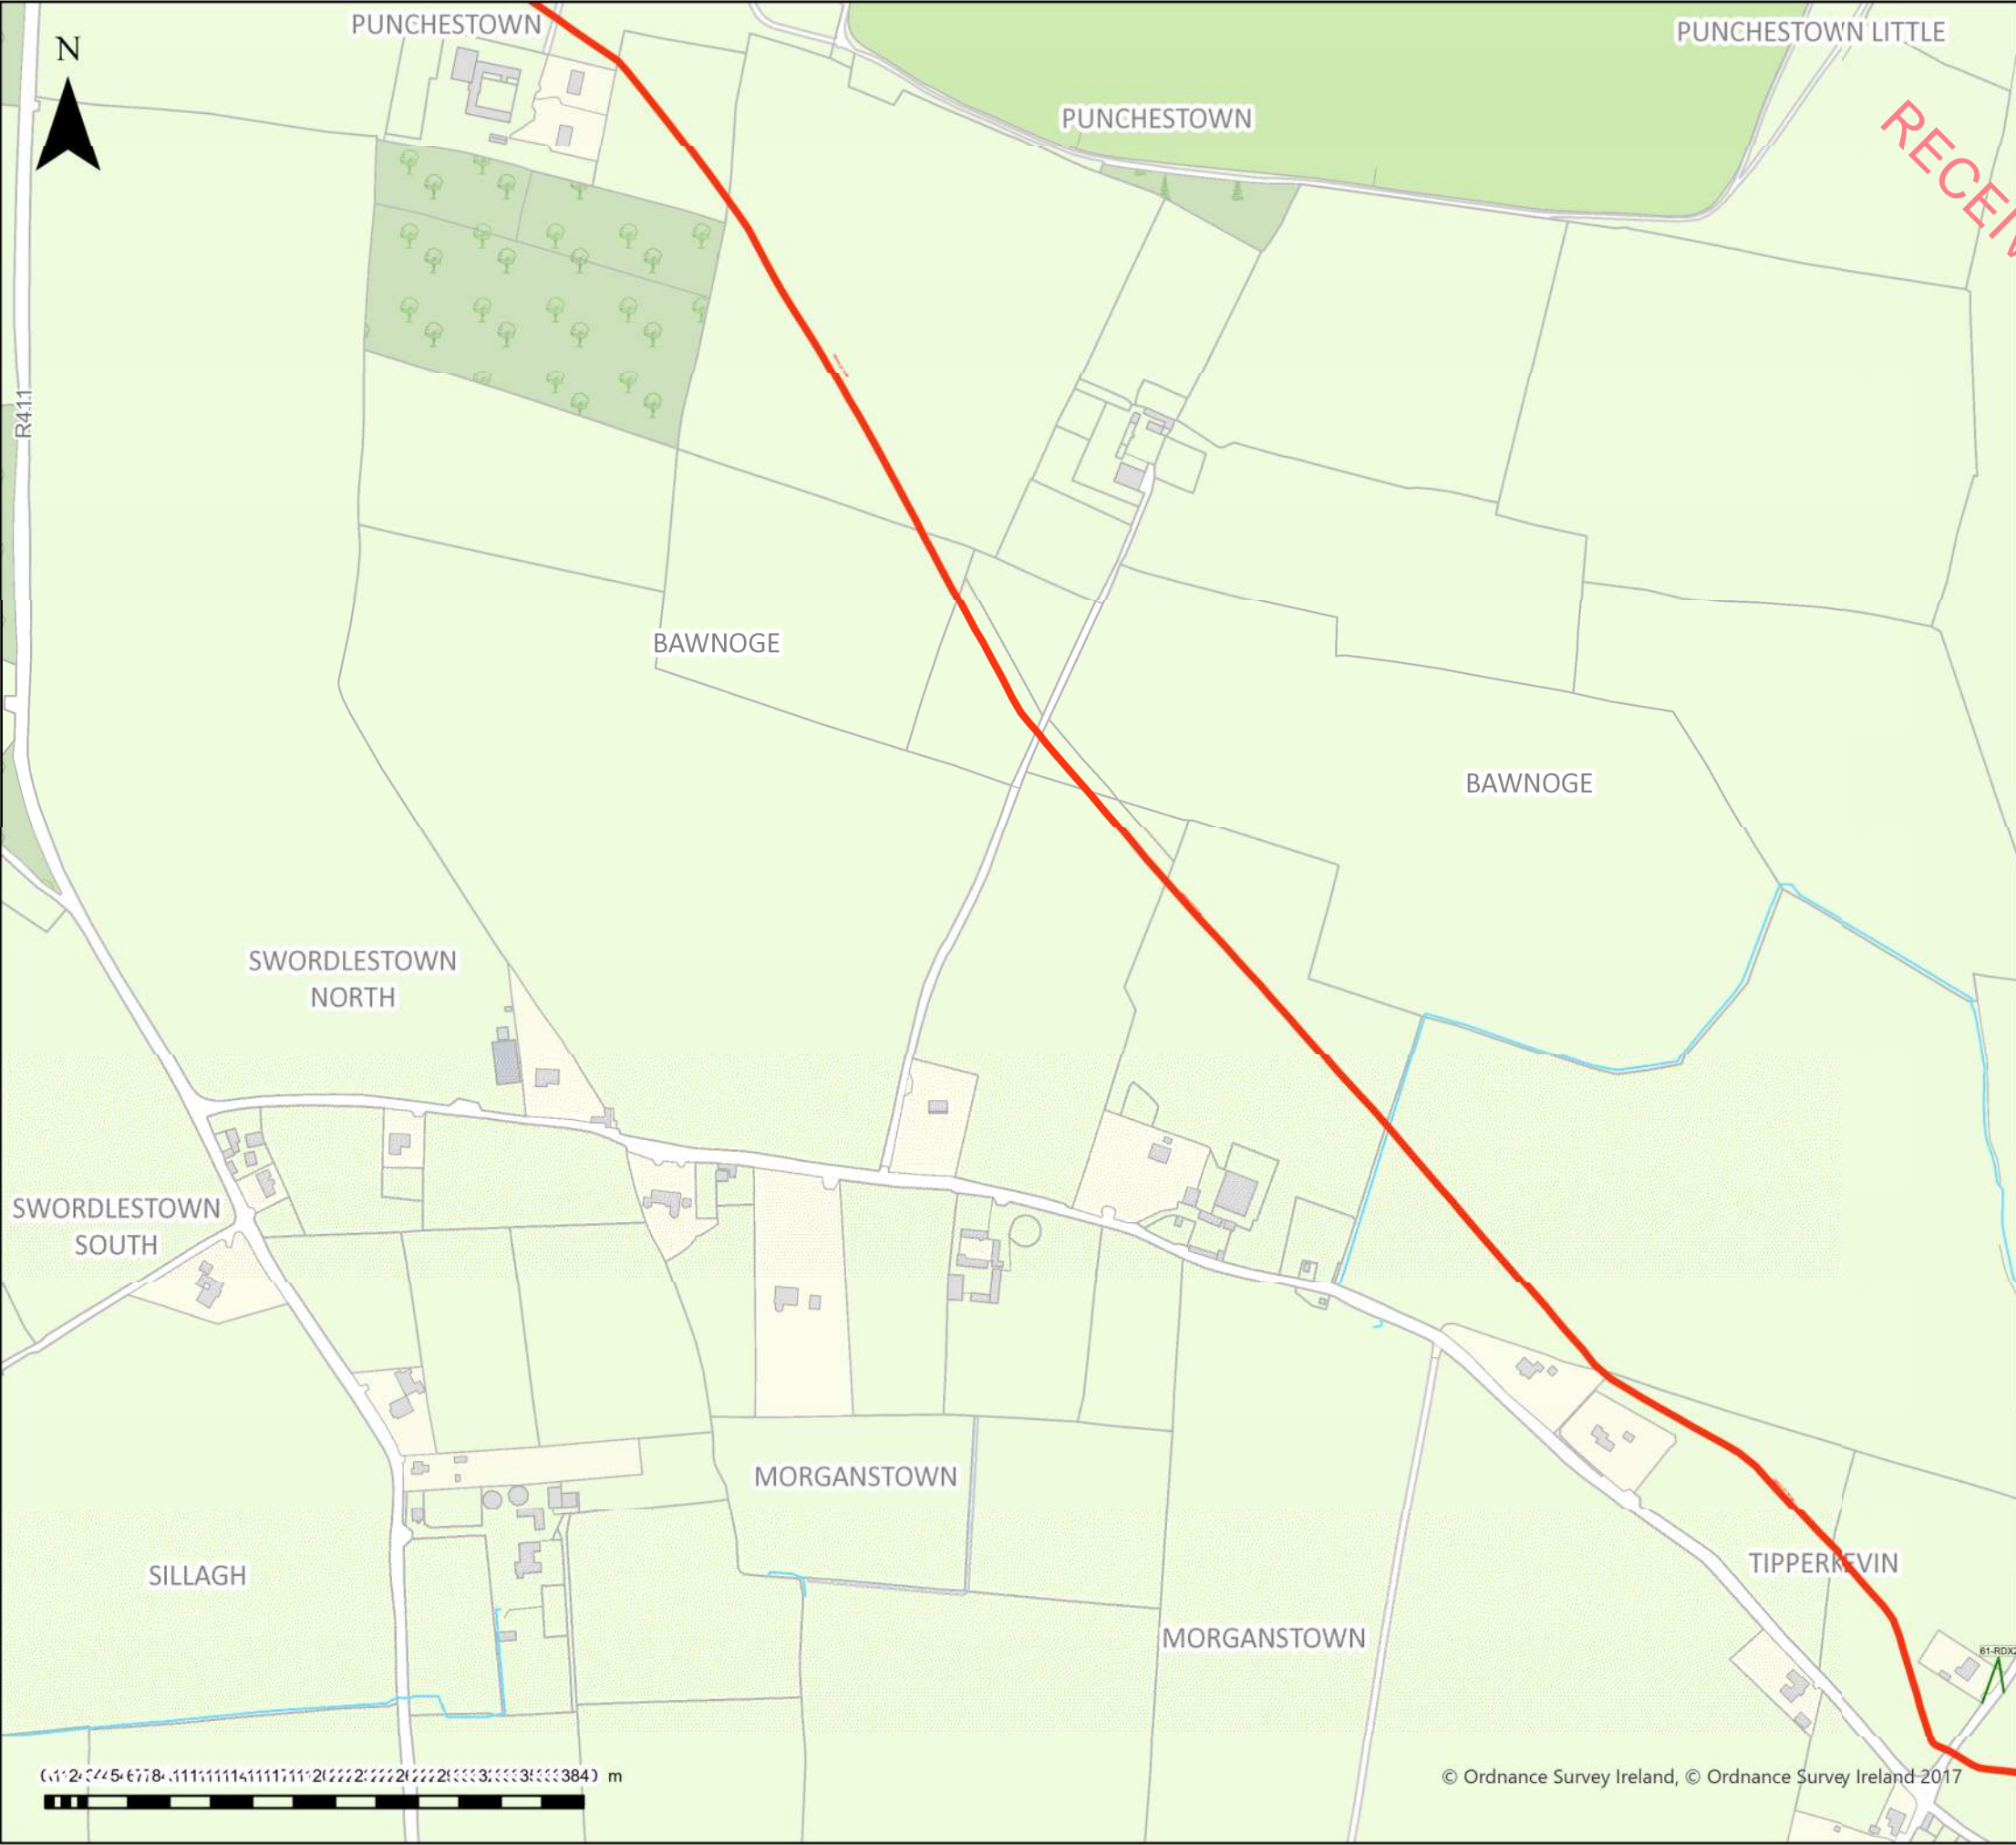 PUNCHESTOWN
PUNCHESTOWN LITTLE
N
PUNCHESTOWN
R411
BAWNOGE
BAWNOGE
SWORDLESTOWN
NORTH
SWORDLESTOWN
SOUTH
MORGANSTOWN
SILLAGH
TIPPERKEVIN
MORGANSTOWN
m
© Ordnance Survey Ireland, © Ordnance Survey Ireland 2017